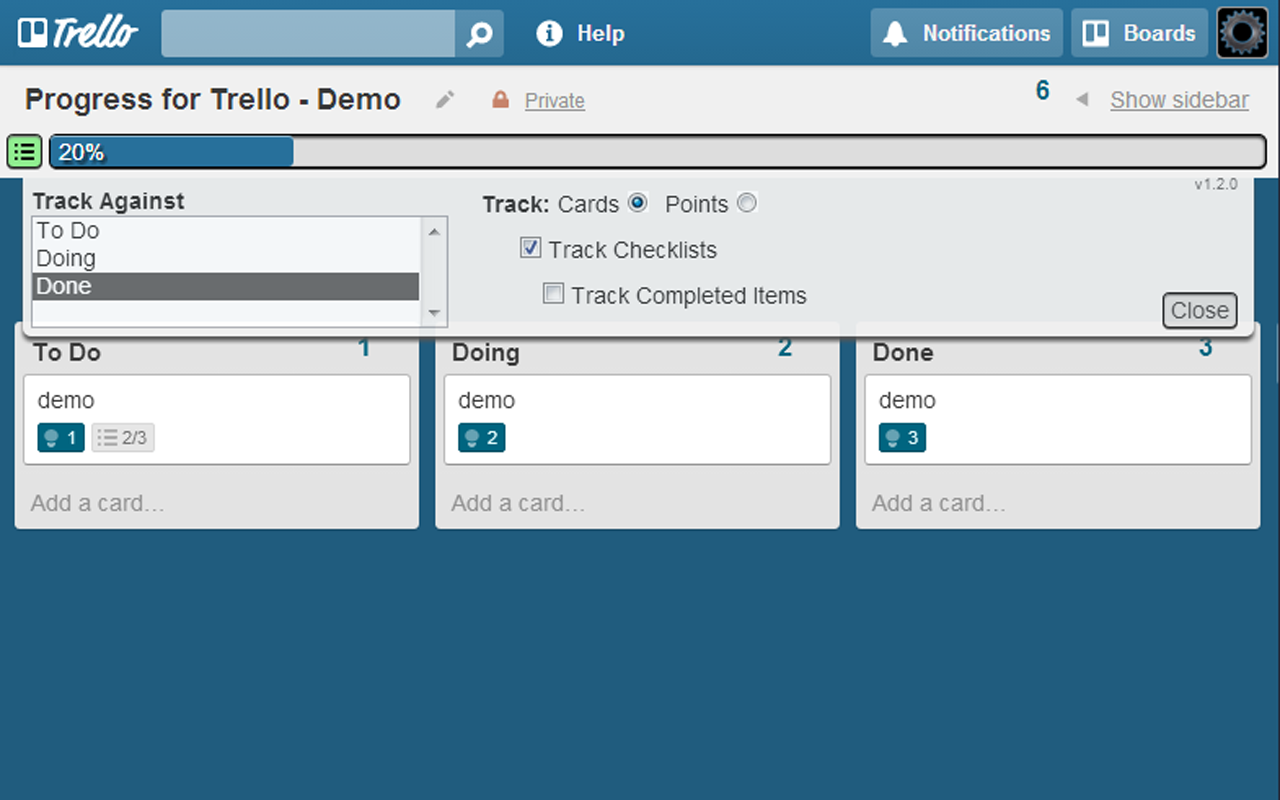 Trello Help Notifications Boards
Progress for Trello - Demo Private 6 Show sidebar
20%
v1.2.0
Track Against Track: Cards Points
To Do
Doing Track Checklists
Done
Track Completed Items
Close
To Do 1 Doing 2 Done 3
demo demo demo
1 2/3 2 3
Add a card... Add a card... Add a card...